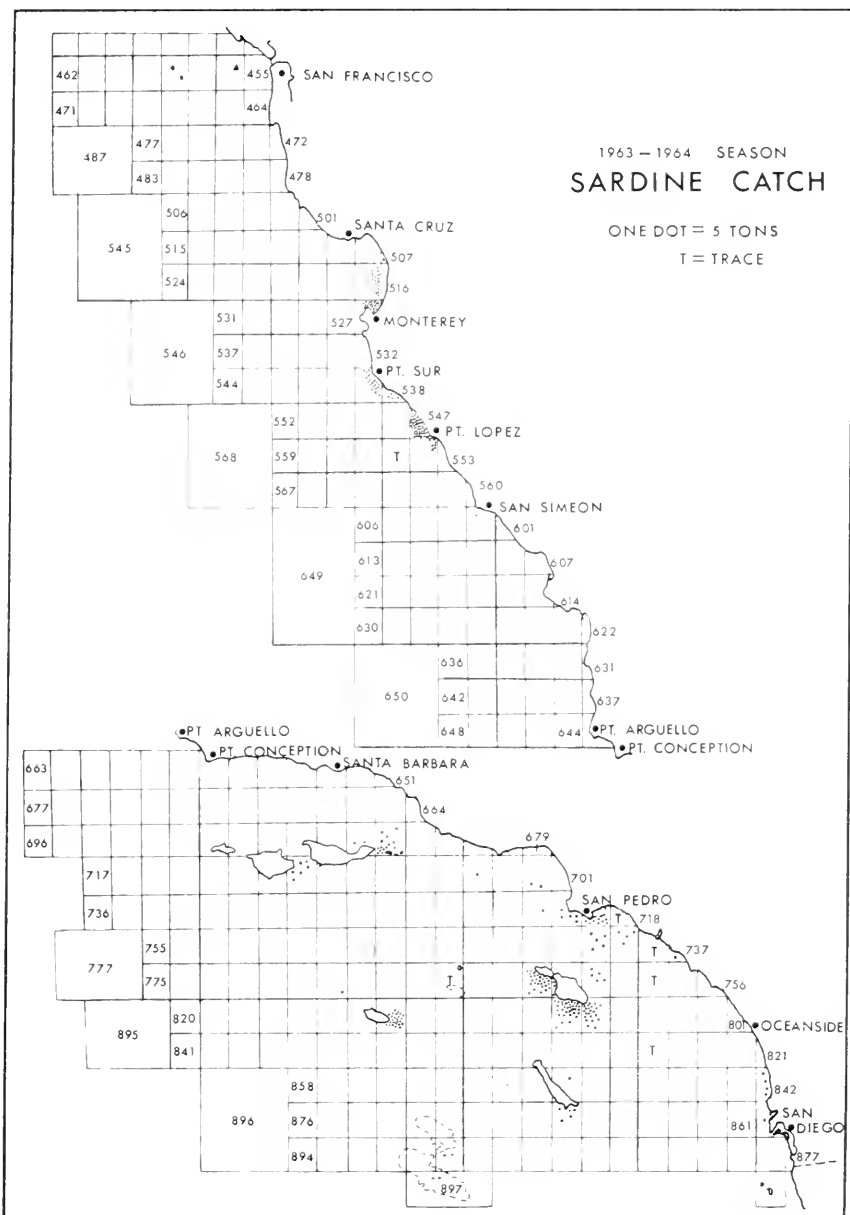 1963 – 1964 SEASON
SARDINE CATCH
ONE DOT = 5 TONS
T = TRACE
462
455
SAN FRANCISCO
471
464
487
477
472
483
478
506
501
SANTA CRUZ
545
515
507
524
516
531
527
MONTEREY
546
537
532
PT. SUR
544
538
552
547
PT. LOPEZ
568
559
T
553
567
560
SAN SIMEON
606
601
649
613
607
621
614
630
622
636
631
650
642
637
648
644
PT. ARGUELLO
PT. CONCEPTION
PT. ARGUELLO
PT. CONCEPTION
SANTA BARBARA
663
651
677
664
696
679
717
701
736
SAN PEDRO
T
718
755
T
737
777
775
T
T
756
895
820
801
OCEANSIDE
841
T
821
858
842
896
876
861
SAN
DIEGO
894
877
897